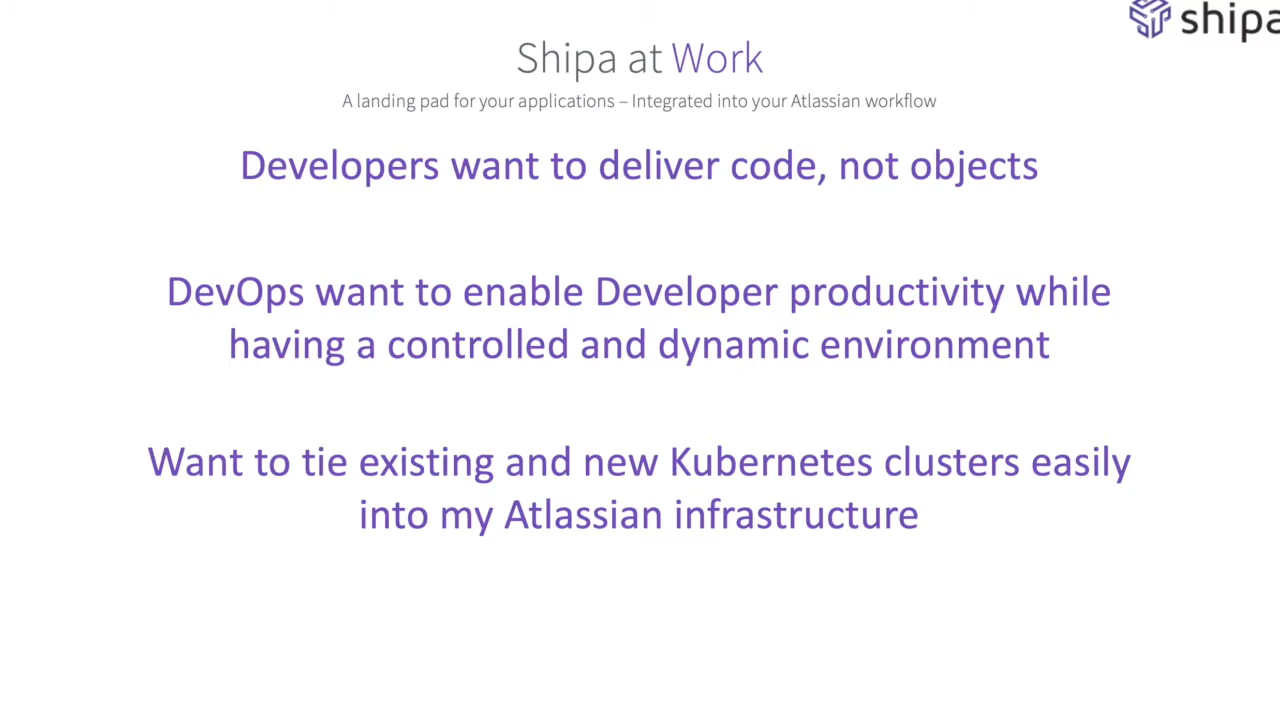 shipa
Shipa at Work
A landing pad for your applications – Integrated into your Atlassian workflow
Developers want to deliver code, not objects
DevOps want to enable Developer productivity while
having a controlled and dynamic environment
Want to tie existing and new Kubernetes clusters easily
into my Atlassian infrastructure